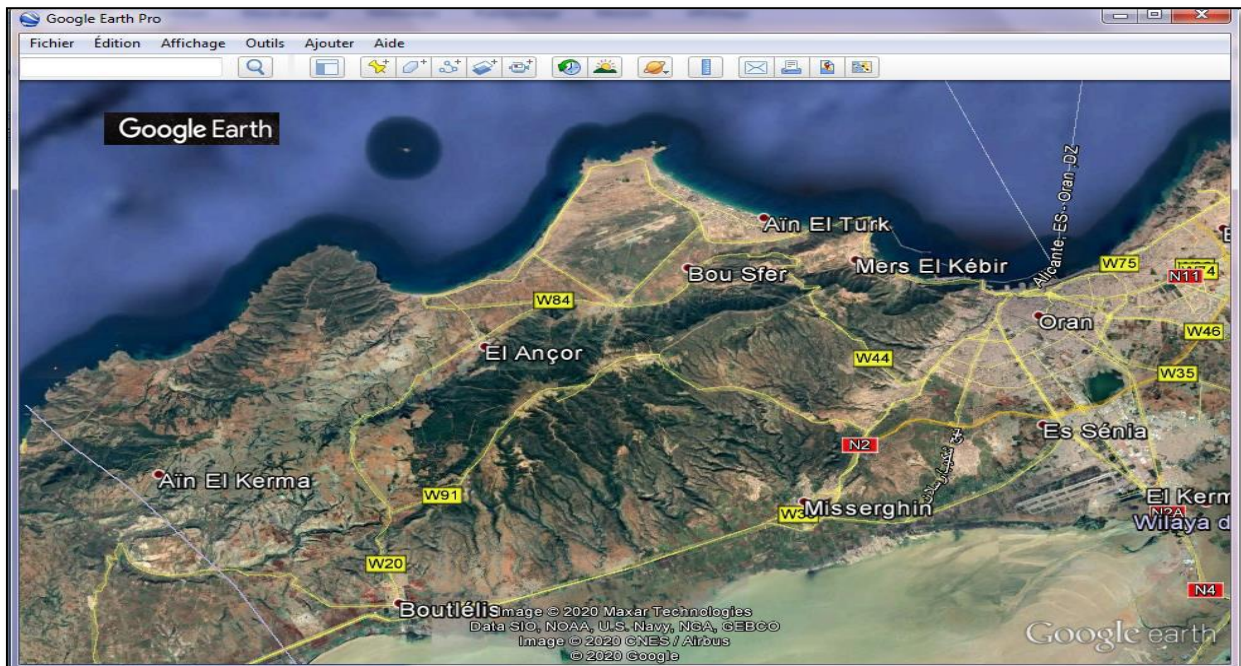 Google Earth Pro
Fichier Édition Affichage Outils Ajouter Aide
Google Earth
Alicante, ES - Oran, DZ
Aïn El Türk
Bou Sfer
Mers El Kébir
W75
W74
N11
W84
Oran
W46
El Ançor
W44
W35
N2
Es Sénia
Aïn El Kerma
W91
Misserghin
El Kerm
N2A
Wilaya d
W20
N4
Boutlélis
Image © 2020 Maxar Technologies
Data SIO, NOAA, U.S. Navy, NGA, GEBCO
Image © 2020 CNES / Airbus
© 2020 Google
Google earth